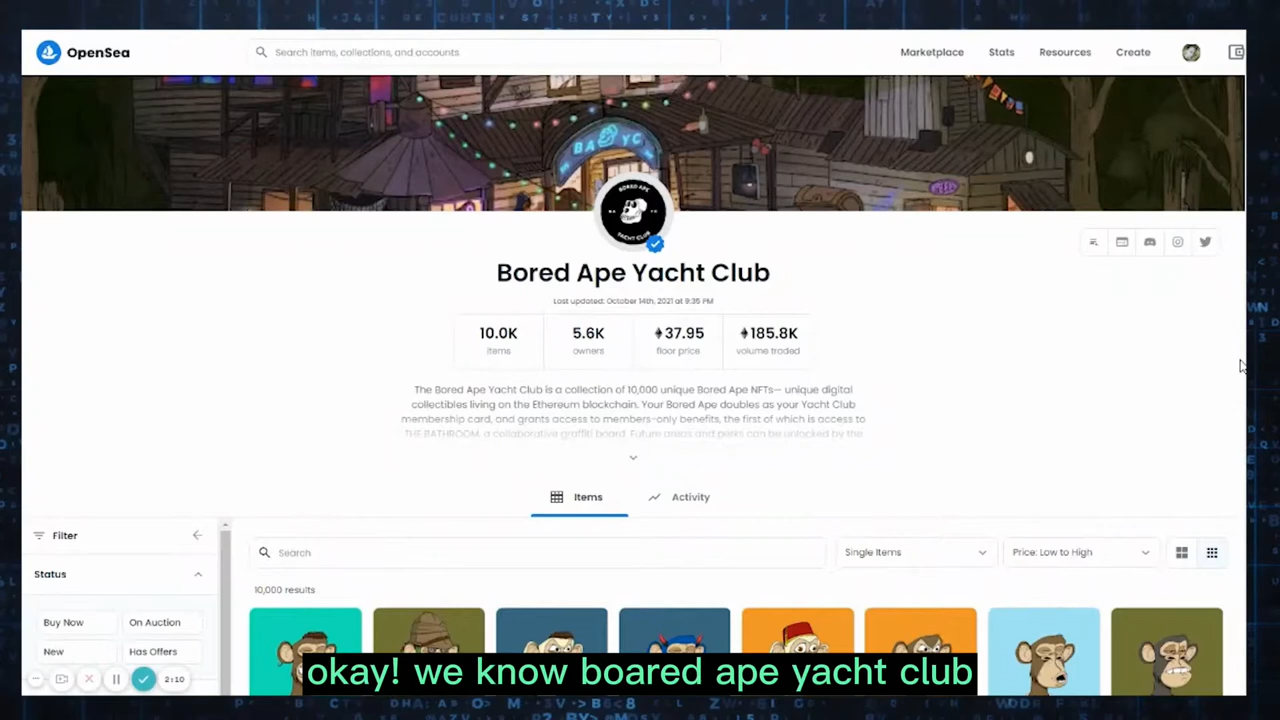 OpenSea
Search items, collections, and accounts
Marketplace Stats Resources Create
BAYC
BORED APE
YACHT CLUB
Bored Ape Yacht Club
Last updated: October 14th, 2021 at 9:35 PM
10.0K 5.6K 37.95 185.8K
items owners floor price volume traded
The Bored Ape Yacht Club is a collection of 10,000 unique Bored Ape NFTs— unique digital
collectibles living on the Ethereum blockchain. Your Bored Ape doubles as your Yacht Club
membership card, and grants access to members-only benefits, the first of which is access to
THE BATHROOM, a collaborative graffiti board. Future areas and perks can be unlocked by the
Items Activity
Filter
Search
Single Items
Price: Low to High
Status
10,000 results
Buy Now On Auction
New Has Offers
2:10
okay! we know boared ape yacht club